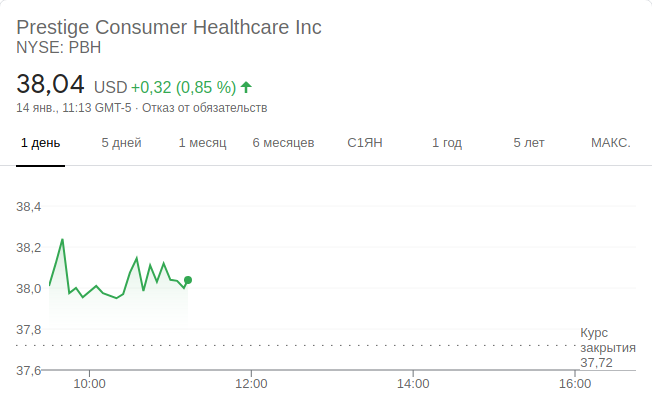 Prestige Consumer Healthcare Inc
NYSE: PBH
38,04 USD +0,32 (0,85 %)
14 янв., 11:13 GMT-5 · Отказ от обязательств
1 день 5 дней 1 месяц 6 месяцев С1ЯН 1 год 5 лет МАКС.
38,4
38,2
38,0
37,8
Курс
закрытия
37,72
37,6
10:00 12:00 14:00 16:00